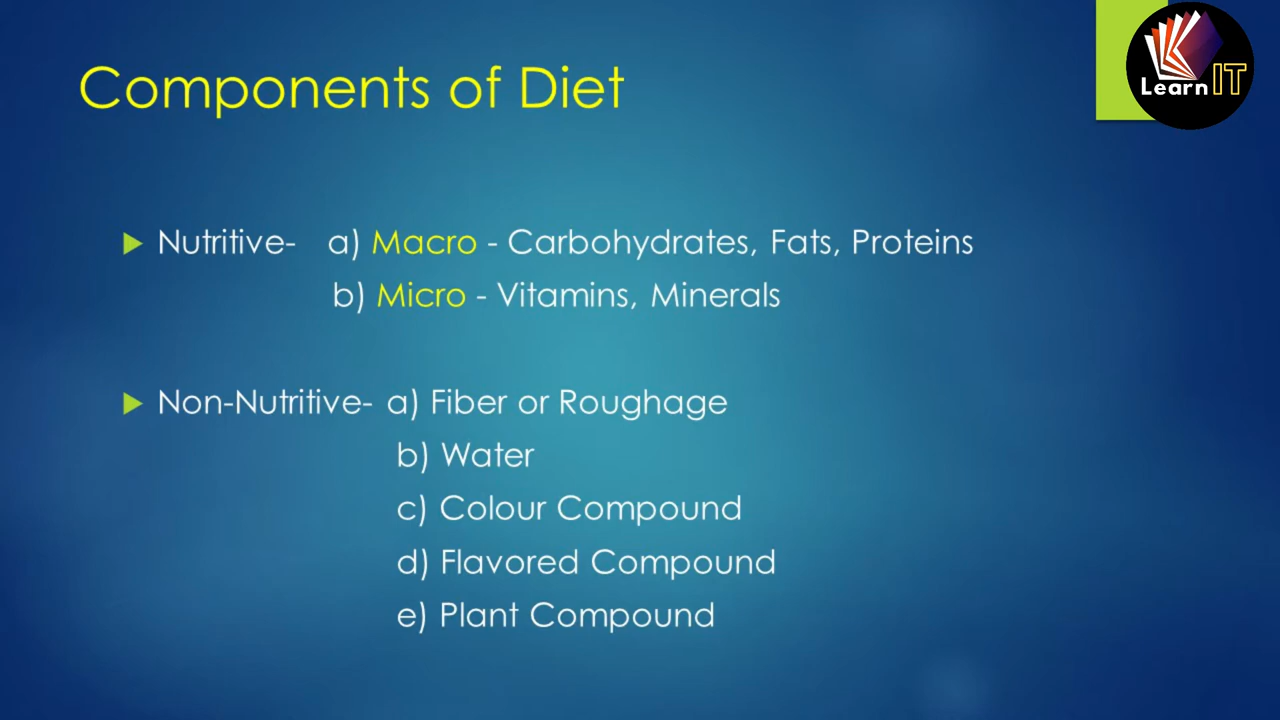 Components of Diet
Learn IT
Nutritive- a) Macro - Carbohydrates, Fats, Proteins
b) Micro - Vitamins, Minerals
Non-Nutritive- a) Fiber or Roughage
b) Water
c) Colour Compound
d) Flavored Compound
e) Plant Compound